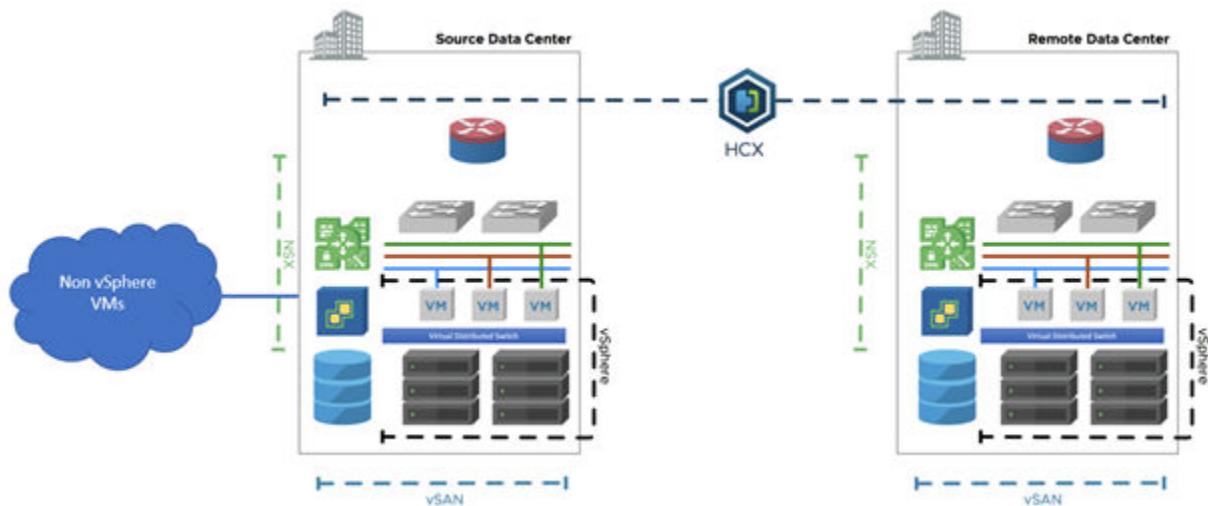 Source Data Center
Remote Data Center
HCX
NSX
NSX
Non vSphere
VMs
VM
VM
VM
VM
VM
VM
Virtual Distributed Switch
Virtual Distributed Switch
vSphere
vSphere
vSAN
vSAN